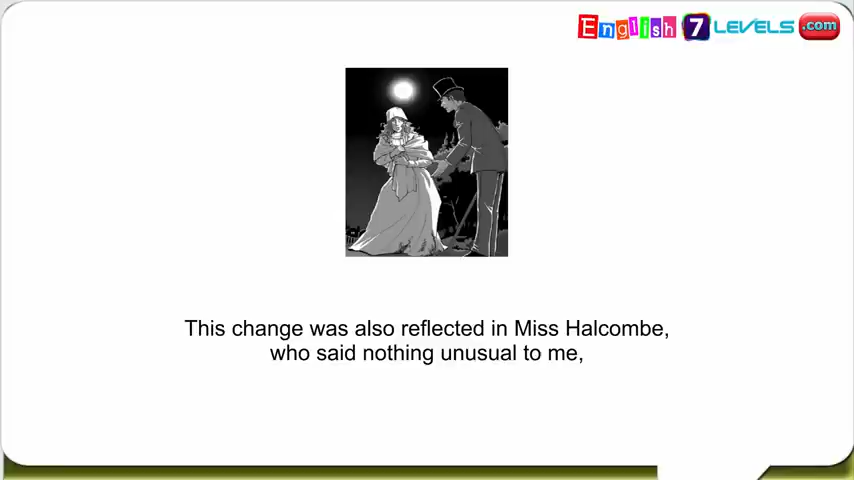 English 7 LEVELS .com
This change was also reflected in Miss Halcombe,
who said nothing unusual to me,